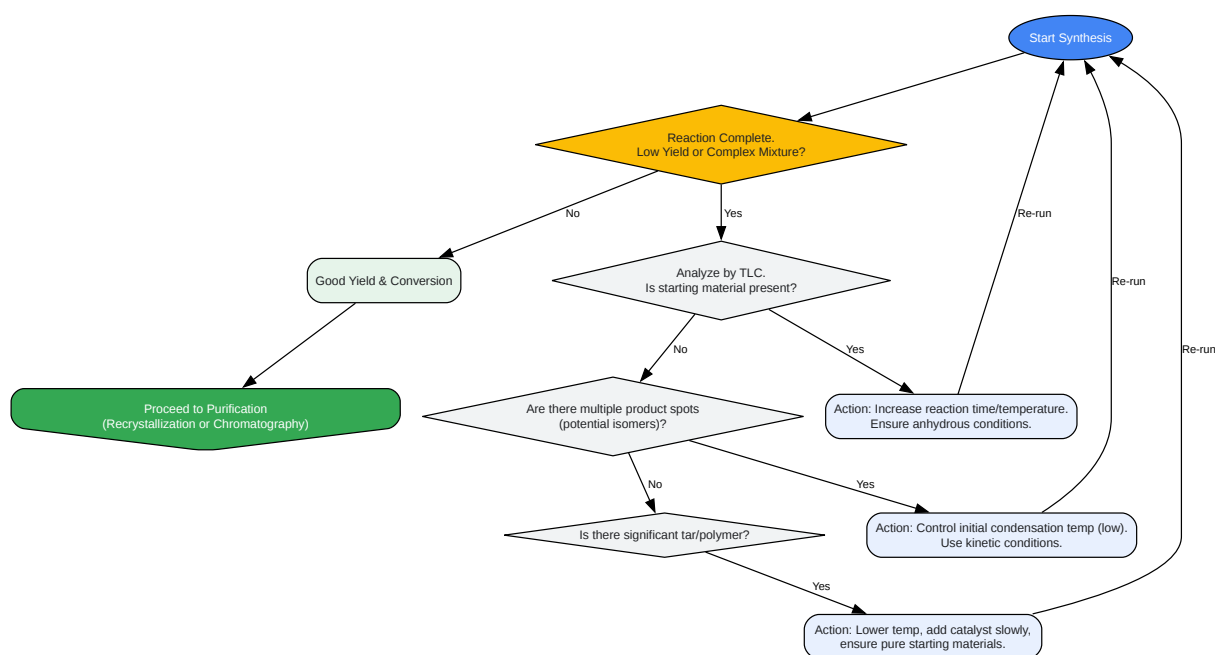 Start Synthesis
Reaction Complete.
Low Yield or Complex Mixture?
No
Yes
Re-run
Analyze by TLC.
Is starting material present?
Good Yield & Conversion
Re-run
No
Yes
Re-run
Proceed to Purification
(Recrystallization or Chromatography)
Are there multiple product spots
(potential isomers)?
Action: Increase reaction time/temperature.
Ensure anhydrous conditions.
No
Yes
Is there significant tar/polymer?
Action: Control initial condensation temp (low).
Use kinetic conditions.
Yes
Action: Lower temp, add catalyst slowly,
ensure pure starting materials.